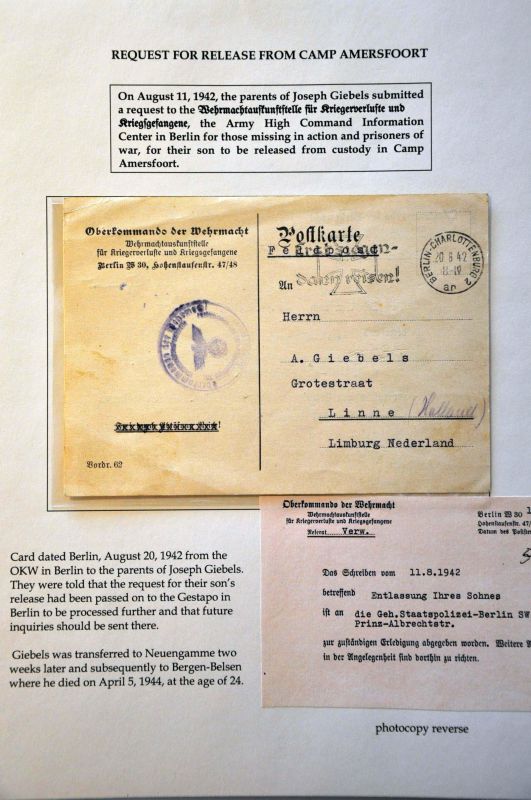 REQUEST FOR RELEASE FROM CAMP AMERSFOORT
On August 11, 1942, the parents of Joseph Giebels submitted
a request to the Wehrmachtauskunftstelle für Kriegerverluste und
Kriegsgefangene, the Army High Command Information
Center in Berlin for those missing in action and prisoners of
war, for their son to be released from custody in Camp
Amersfoort.
Oberkommando der Wehrmacht
Wehrmachtauskunftstelle
für Kriegerverluste und Kriegsgefangene
Berlin W 30, Hohenstaufenstr. 47/48
Vordr. 62
Postkarte
Feldpost
dann reisen!
BERLIN-CHARLOTTENBURG 2
20 8 42
an
An
Herrn
A. Giebels
Grotestraat
Linne (Holland)
Limburg Nederland
Card dated Berlin, August 20, 1942 from the
OKW in Berlin to the parents of Joseph Giebels.
They were told that the request for their son's
release had been passed on to the Gestapo in
Berlin to be processed further and that future
inquiries should be sent there.
Giebels was transferred to Neuengamme two
weeks later and subsequently to Bergen-Belsen
where he died on April 5, 1944, at the age of 24.
Oberkommando der Wehrmacht
Wehrmachtauskunftstelle
für Kriegerverluste und Kriegsgefangene
Referat Verw.
Berlin W 30
Hohenstaufenstr. 47/
Datum des Posts
Das Schreiben vom 11.8.1942
betreffend Entlassung Ihres Sohnes
ist an die Geh.Staatspolizei-Berlin SW
Prinz-Albrechtstr.
zur zuständigen Erledigung abgegeben worden. Weitere A
in der Angelegenheit sind dorthin zu richten.
photocopy reverse